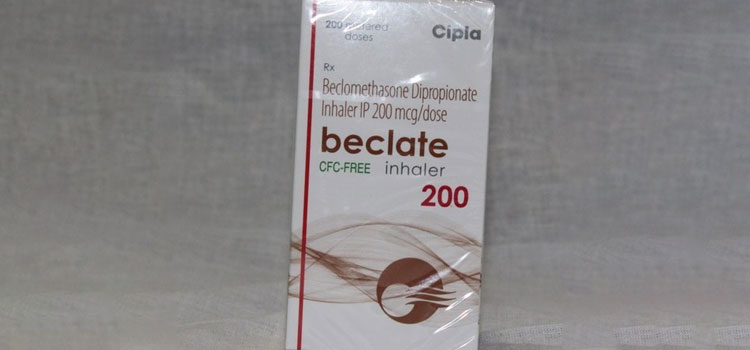 200 metered
doses
Cipla
Rx
Beclomethasone Dipropionate
Inhaler IP 200 mcg/dose
beclate
CFC-FREE inhaler
200